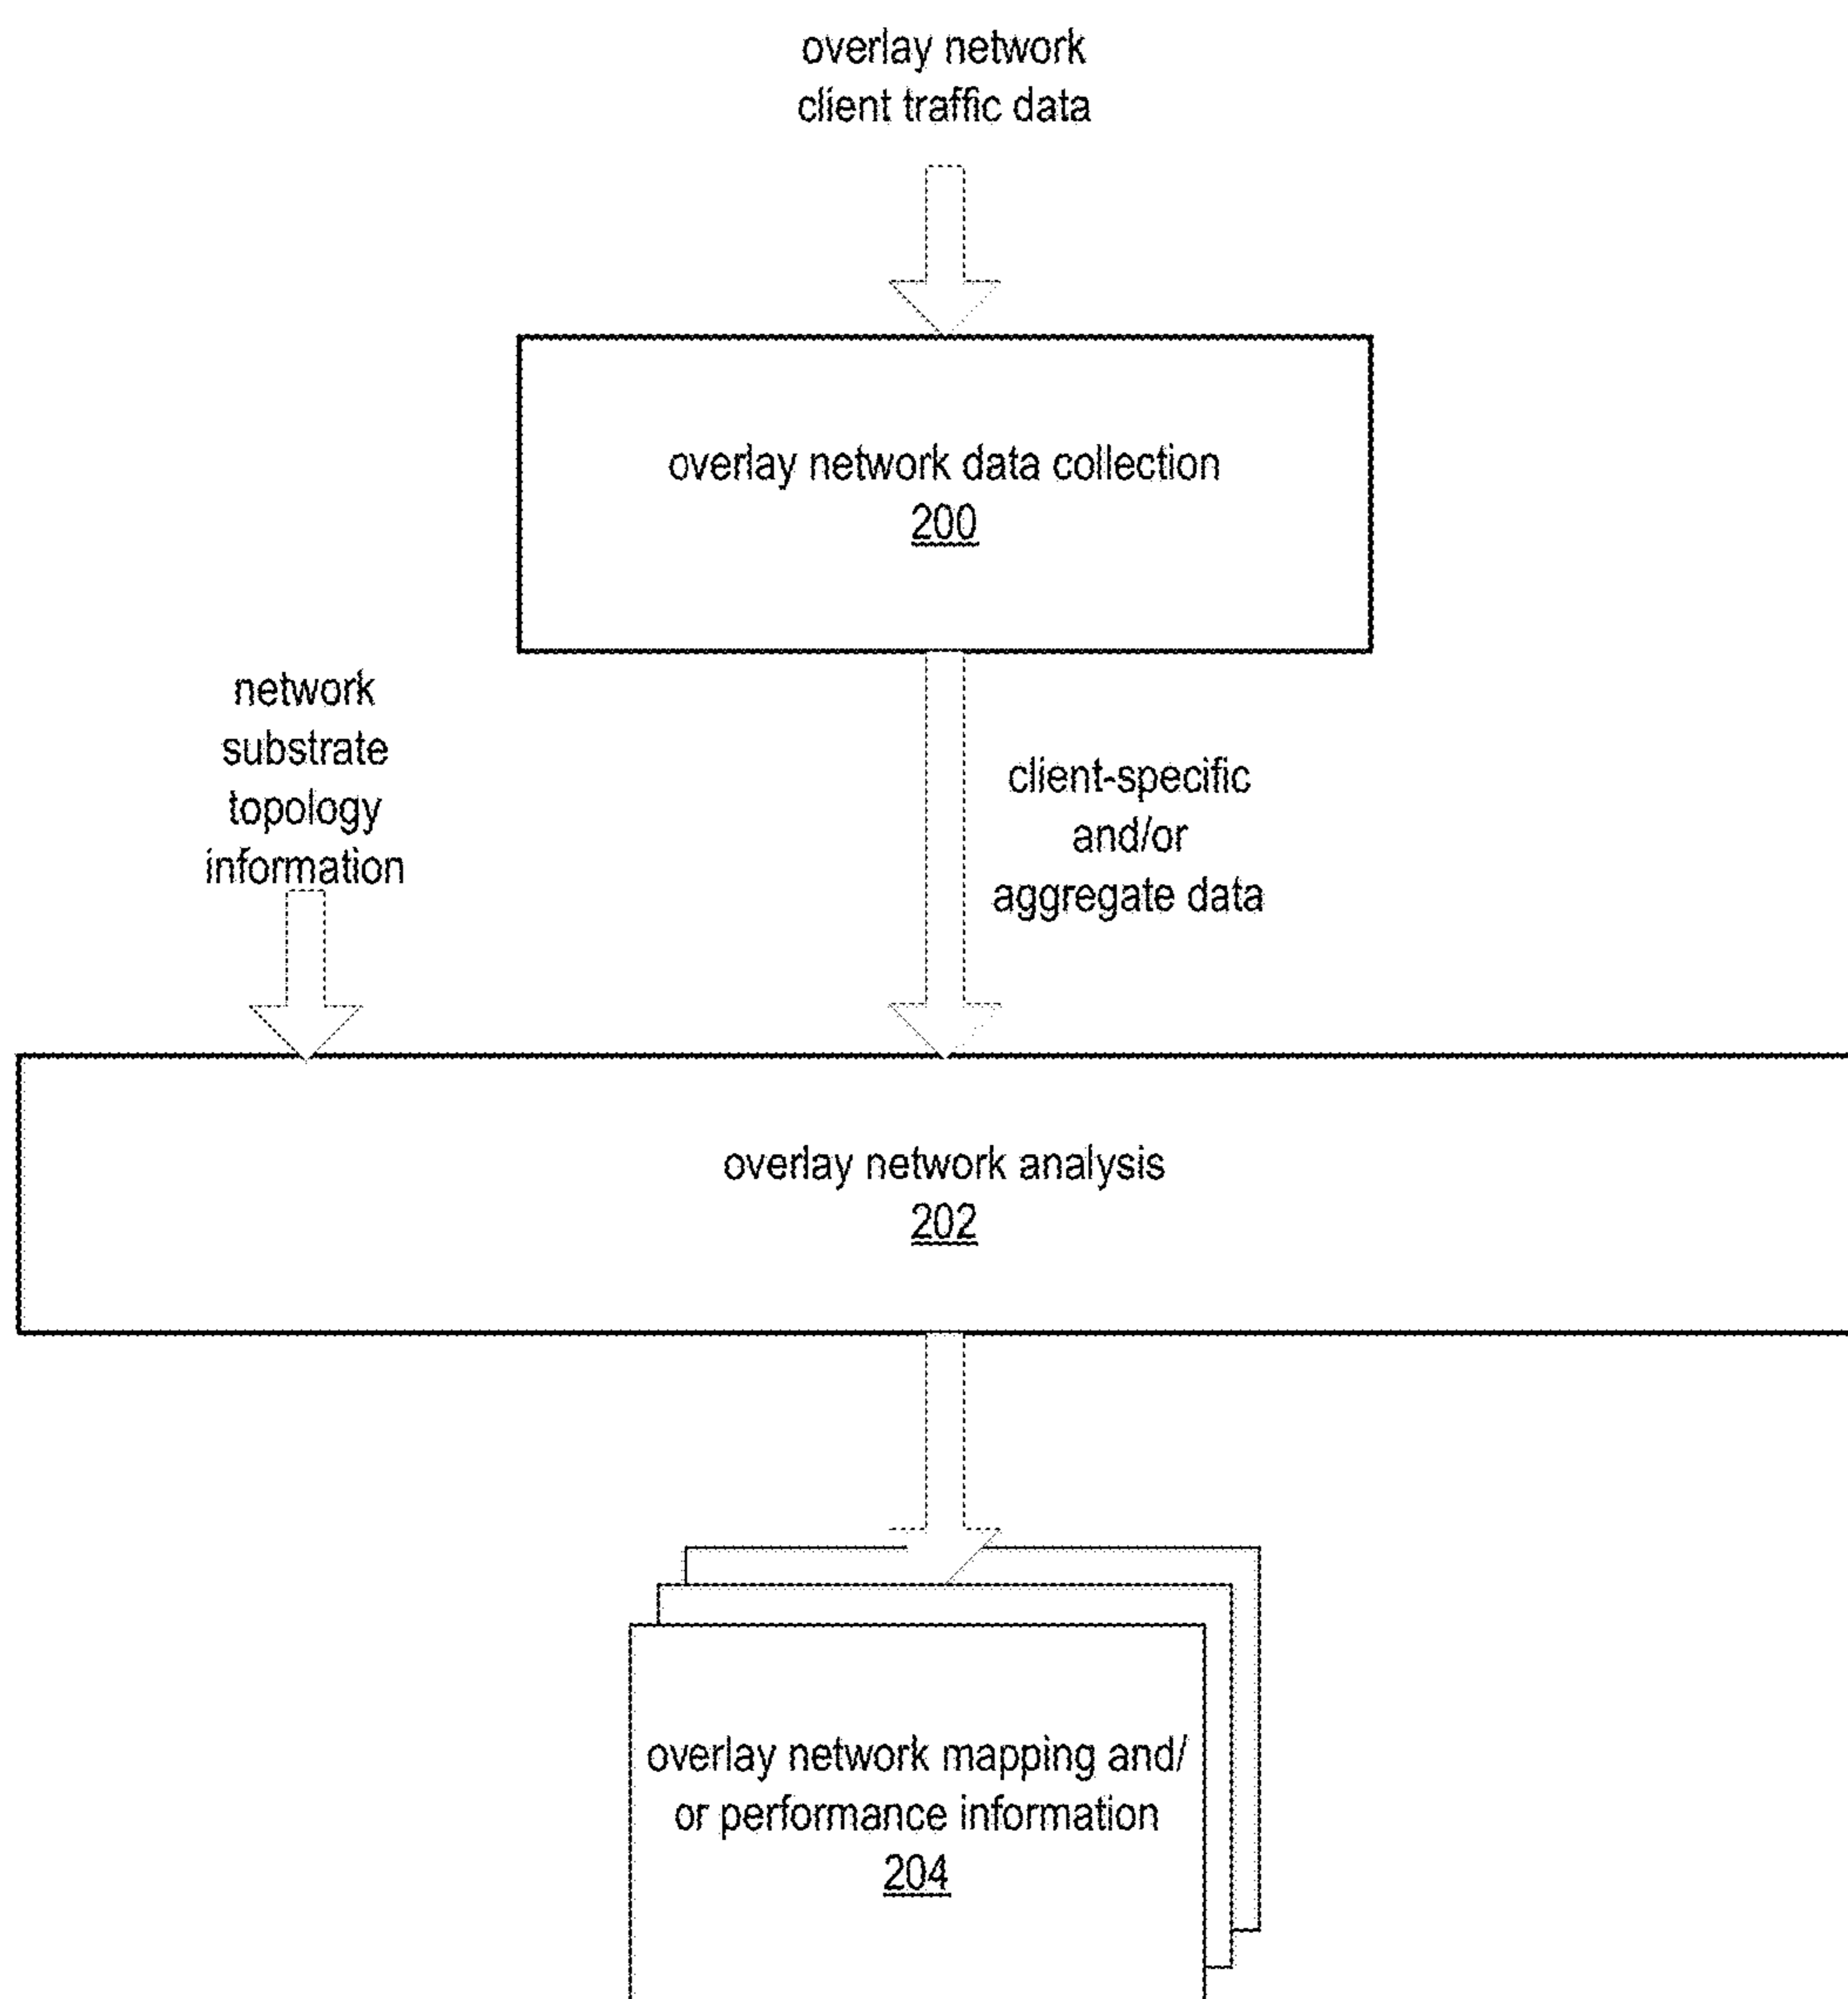 overlay network
client traffic data
overlay network data collection
200
network
substrate
topology
information
client-specific
and/or
aggregate data
overlay network analysis
202
overlay network mapping and/
or performance information
204